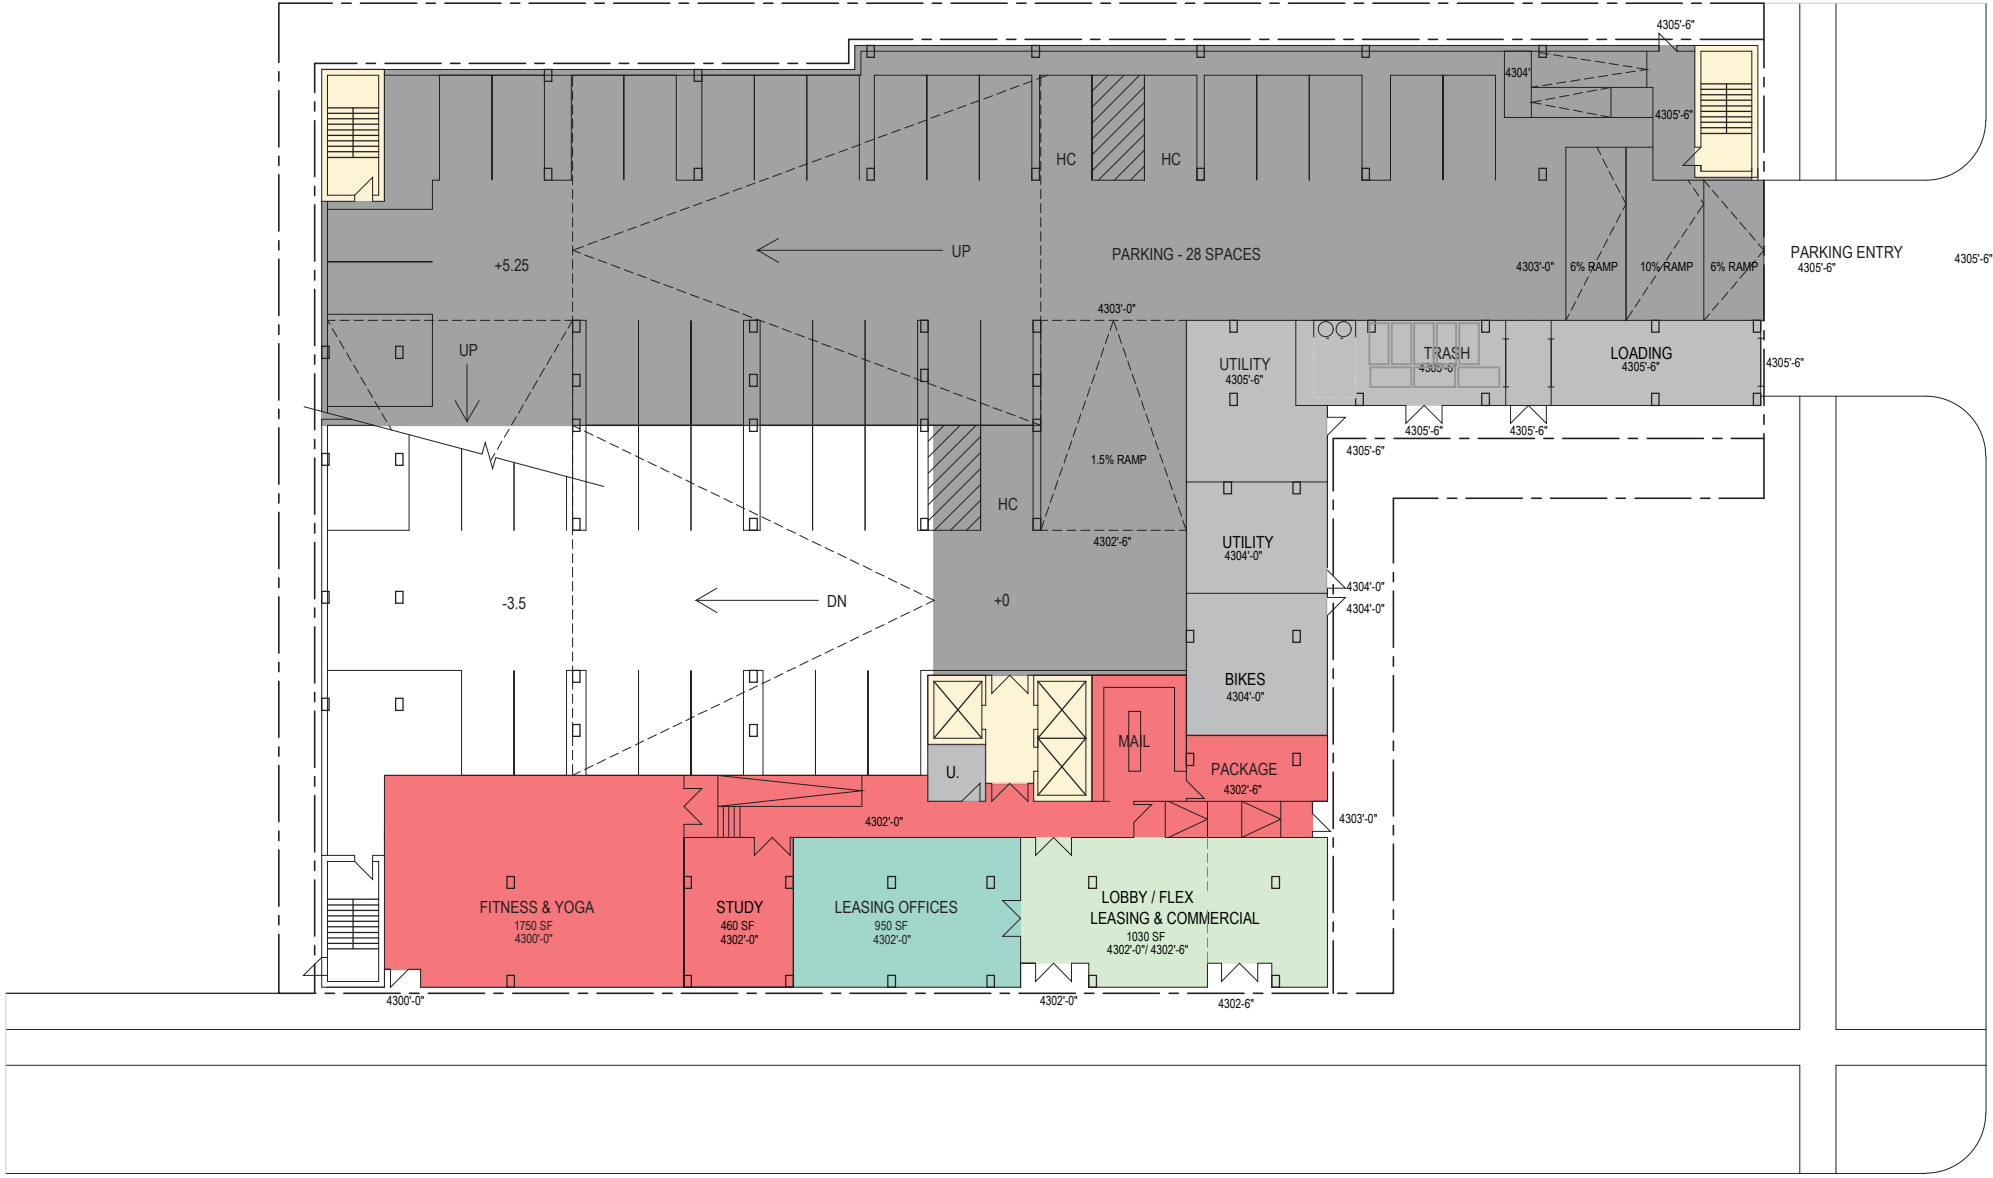 4305'-6"
4304'
4305'-6"
HC
HC
UP
PARKING - 28 SPACES
+5.25
4303'-0"
6% RAMP
10% RAMP
6% RAMP
PARKING ENTRY
4305'-6"
4305'-6"
4303'-0"
UP
UTILITY
4305'-6"
TRASH
4305'-6"
LOADING
4305'-6"
4305'-6"
4305'-6"
4305'-6"
4305'-6"
1.5% RAMP
HC
4302'-6"
UTILITY
4304'-0"
4304'-0"
4304'-0"
-3.5
DN
+0
BIKES
4304'-0"
MAIL
U.
PACKAGE
4302'-6"
4302'-0"
4303'-0"
FITNESS & YOGA
1750 SF
4300'-0"
STUDY
460 SF
4302'-0"
LEASING OFFICES
950 SF
4302'-0"
LOBBY / FLEX
LEASING & COMMERCIAL
1030 SF
4302'-0"/ 4302'-6"
4300'-0"
4302'-0"
4302-6"